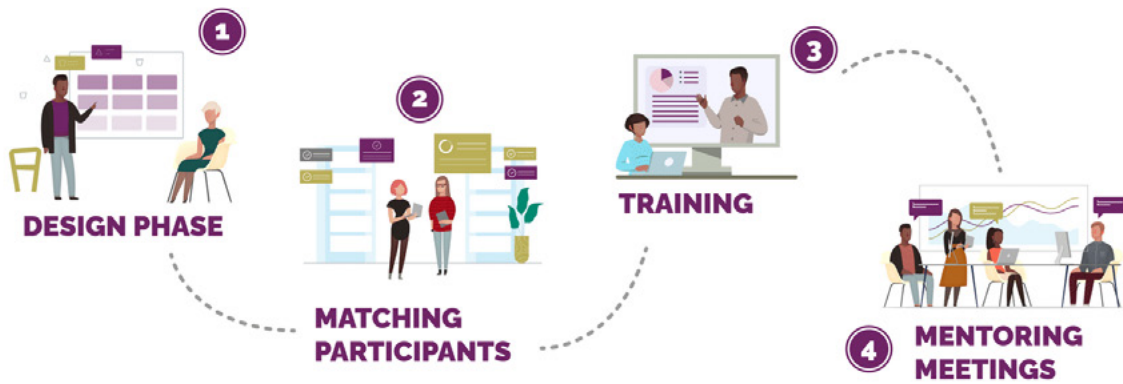 1
DESIGN PHASE
2
MATCHING
PARTICIPANTS
3
TRAINING
4
MENTORING
MEETINGS